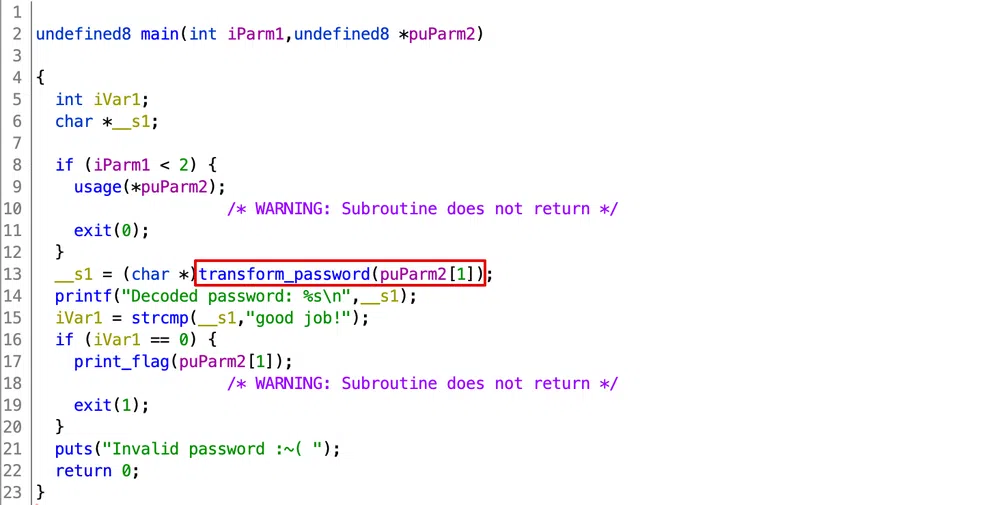 1
2 undefined8 main(int iParm1,undefined8 *puParm2)
3
4 {
5   int iVar1;
6   char *__s1;
7
8   if (iParm1 < 2) {
9     usage(*puParm2);
10                     /* WARNING: Subroutine does not return */
11     exit(0);
12   }
13   __s1 = (char *)transform_password(puParm2[1]);
14   printf("Decoded password: %s\n",__s1);
15   iVar1 = strcmp(__s1,"good job!");
16   if (iVar1 == 0) {
17     print_flag(puParm2[1]);
18                     /* WARNING: Subroutine does not return */
19     exit(1);
20   }
21   puts("Invalid password :~( ");
22   return 0;
23 }